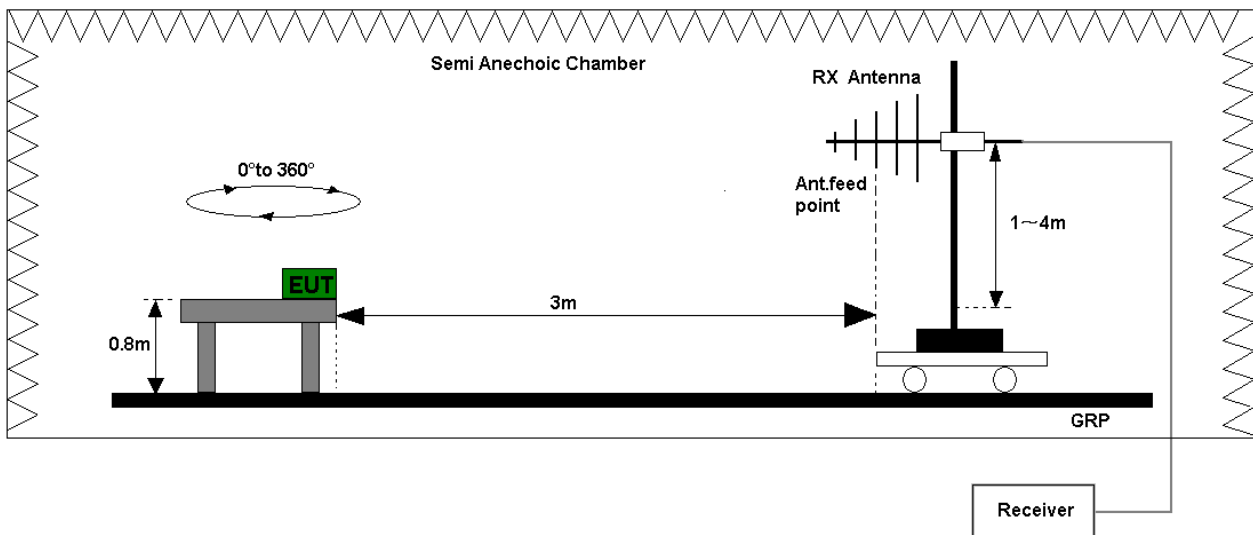 Semi Anechoic Chamber
RX  Antenna
0°to 360°
Ant.feed
point
1～4m
EUT
3m
0.8m
GRP
Receiver